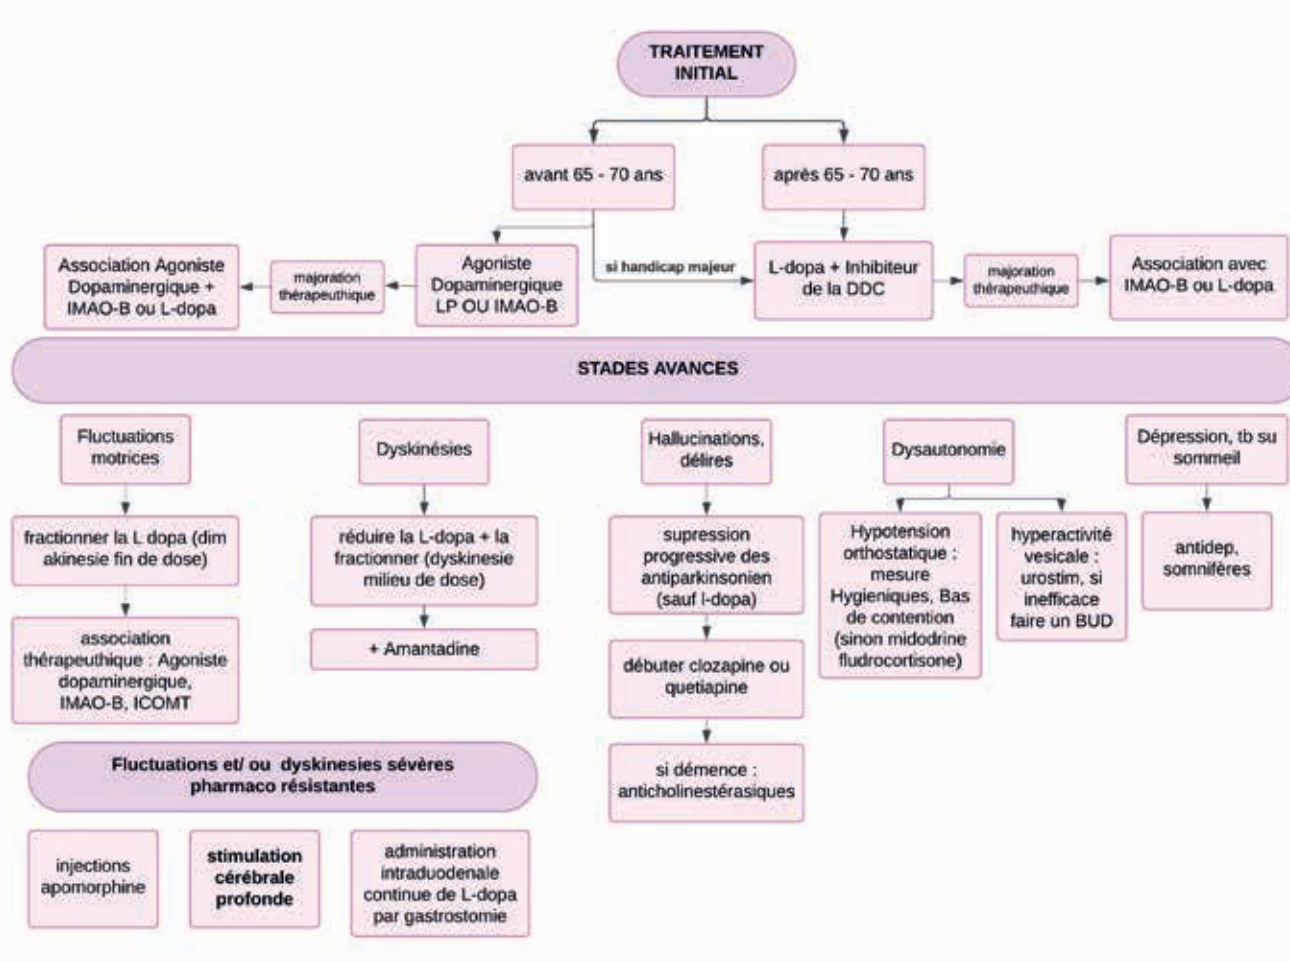 TRAITEMENT
INITIAL
avant 65 - 70 ans
après 65 - 70 ans
Association Agoniste
Dopaminergique +
IMAO-B ou L-dopa
majoration
thérapeuthique
Agoniste
Dopaminergique
LP OU IMAO-B
si handicap majeur
L-dopa + Inhibiteur
de la DDC
majoration
thérapeuthique
Association avec
IMAO-B ou L-dopa
STADES AVANCES
Fluctuations
motrices
fractionner la L dopa (dim
akinesie fin de dose)
association
thérapeuthique : Agoniste
dopaminergique,
IMAO-B, ICOMT
Dyskinésies
réduire la L-dopa + la
fractionner (dyskinesie
milieu de dose)
+ Amantadine
Hallucinations,
délires
supression
progressive des
antiparkinsonien
(sauf l-dopa)
débuter clozapine ou
quetiapine
si démence :
anticholinestérasiques
Dysautonomie
Hypotension
orthostatique :
mesure
Hygieniques, Bas
de contention
(sinon midodrine
fludrocortisone)
hyperactivité
vesicale :
urostim, si
inefficace
faire un BUD
Dépression, tb su
sommeil
antidep,
somnifères
Fluctuations et/ ou dyskinesies sévères
pharmaco résistantes
injections
apomorphine
stimulation
cérébrale
profonde
administration
intraduodenale
continue de L-dopa
par gastrostomie